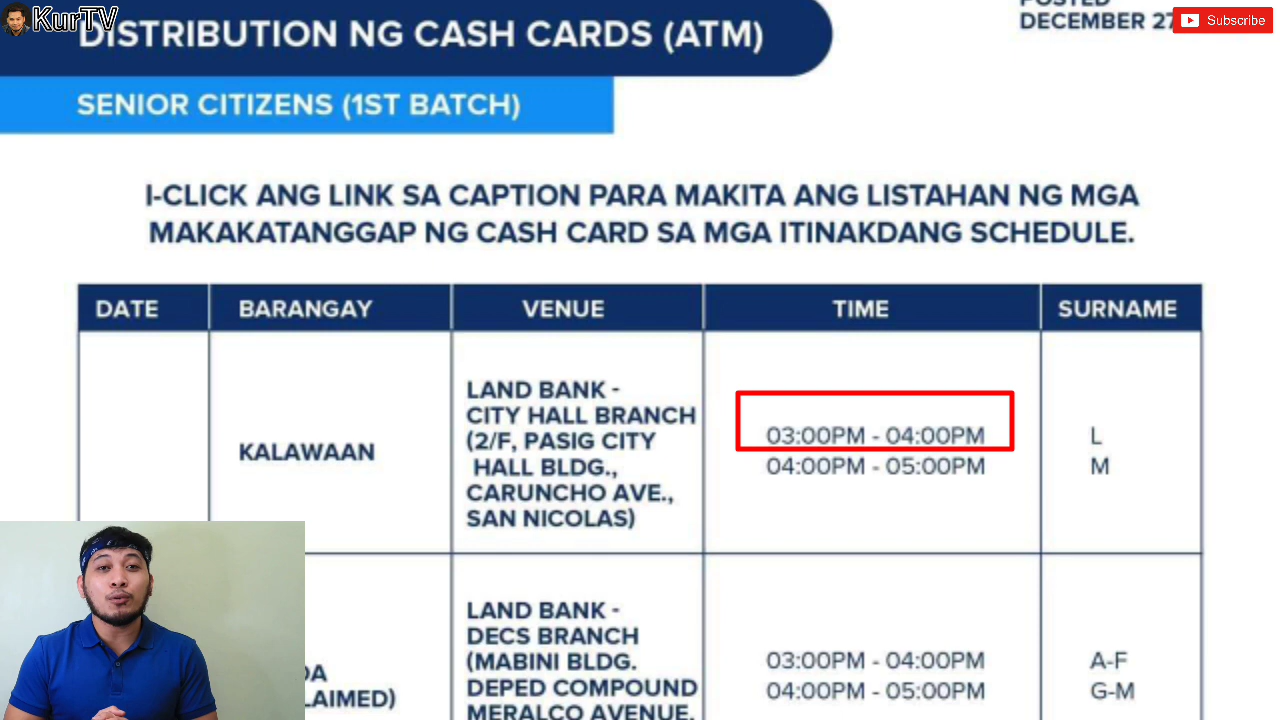 KurTV
DISTRIBUTION NG CASH CARDS (ATM)
POSTED
DECEMBER 27
Subscribe
SENIOR CITIZENS (1ST BATCH)
I-CLICK ANG LINK SA CAPTION PARA MAKITA ANG LISTAHAN NG MGA
MAKAKATANGGAP NG CASH CARD SA MGA ITINAKDANG SCHEDULE.
DATE BARANGAY VENUE TIME SURNAME
KALAWAAN
LAND BANK -
CITY HALL BRANCH
(2/F, PASIG CITY
HALL BLDG.,
CARUNCHO AVE.,
SAN NICOLAS)
03:00PM - 04:00PM L
04:00PM - 05:00PM M
DA
LAIMED)
LAND BANK -
DECS BRANCH
(MABINI BLDG.
DEPED COMPOUND
MERALCO AVENUE,
03:00PM - 04:00PM A-F
04:00PM - 05:00PM G-M